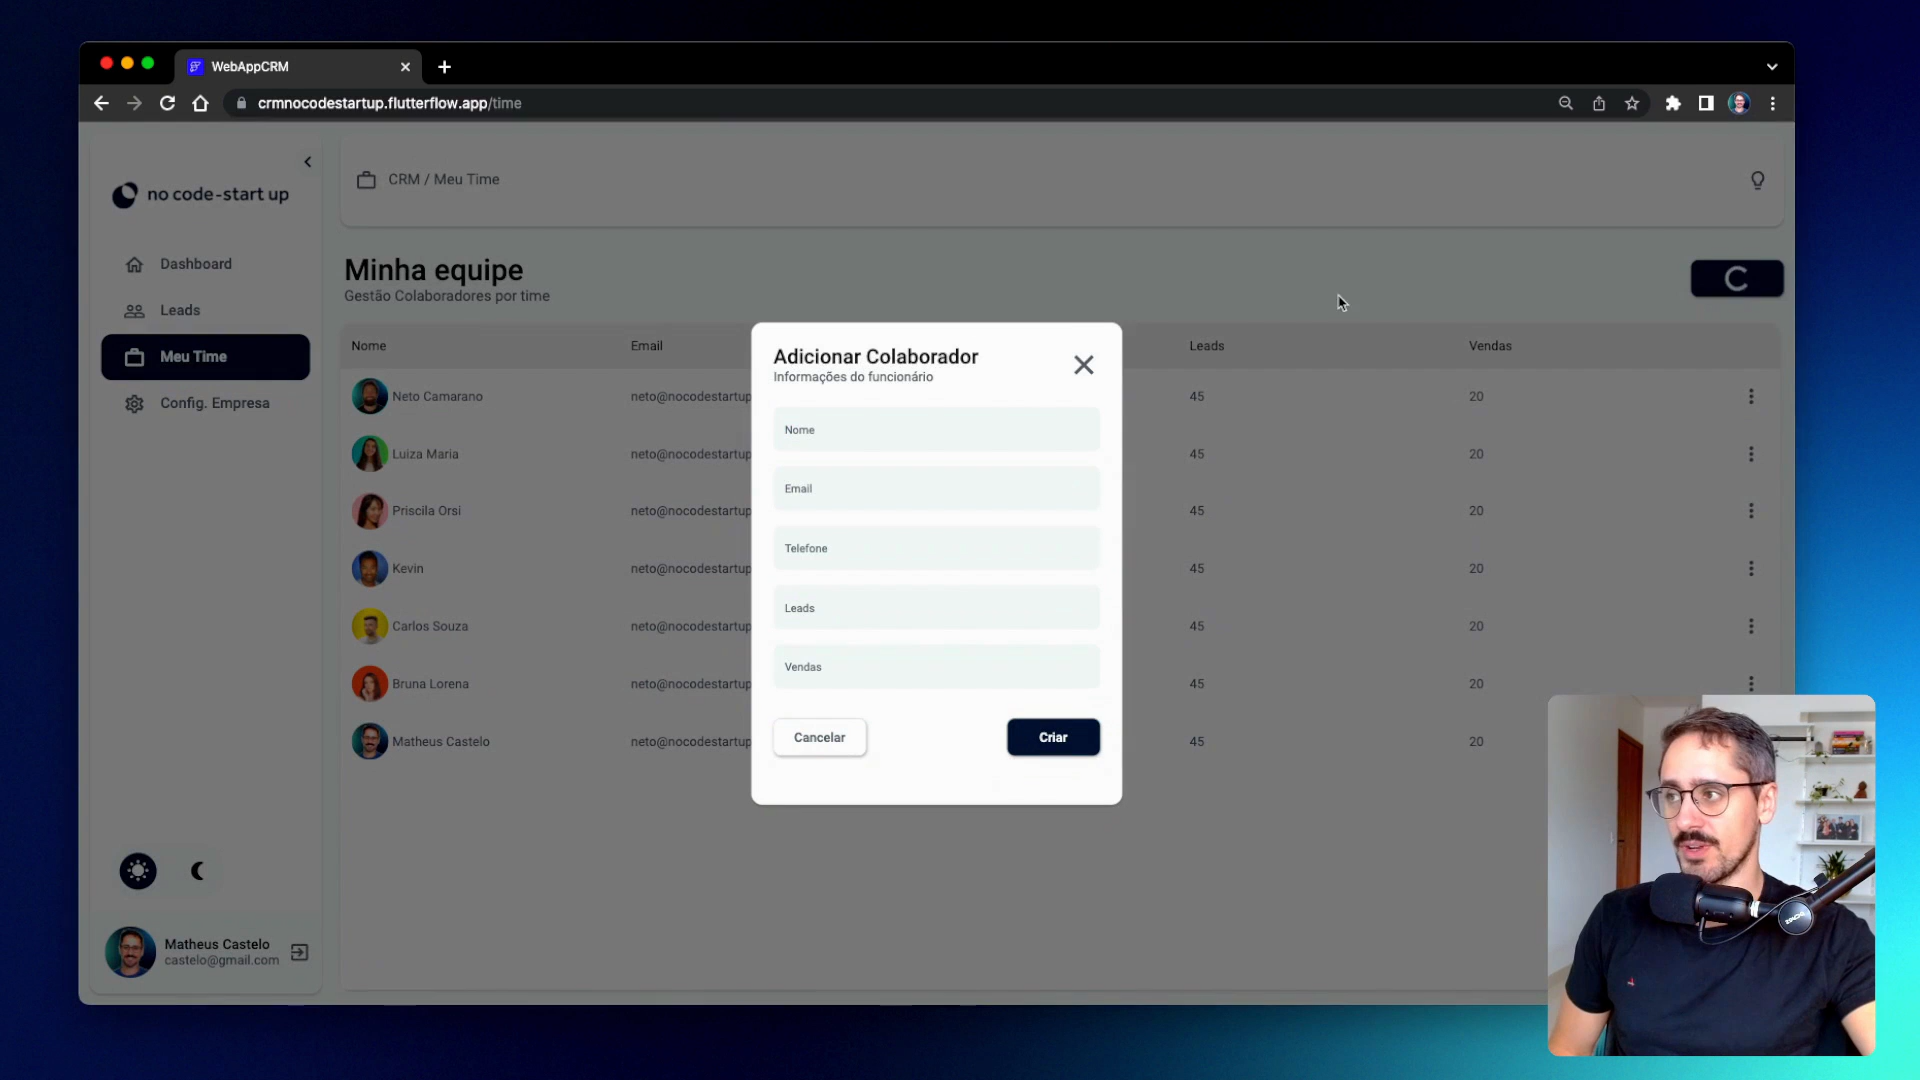 WebAppCRM
crmnocodestartup.flutterflow.app/time
no code-start up
CRM / Meu Time
Dashboard
Leads
Meu Time
Config. Empresa
Minha equipe
Gestão Colaboradores por time
Nome
Email
Leads
Vendas
Neto Camarano
neto@nocodestartup
45
20
Luiza Maria
neto@nocodestartup
45
20
Priscila Orsi
neto@nocodestartup
45
20
Kevin
neto@nocodestartup
45
20
Carlos Souza
neto@nocodestartup
45
20
Bruna Lorena
neto@nocodestartup
45
20
Matheus Castelo
neto@nocodestartup
45
20
Adicionar Colaborador
Informações do funcionário
Nome
Email
Telefone
Leads
Vendas
Cancelar
Criar
Matheus Castelo
castelo@gmail.com